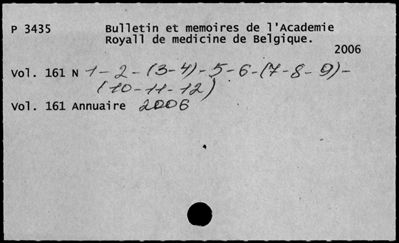 P 3435 Bulletin et memoires de l'Academie
Royall de medicine de Belgique.
2006
Vol. 161 N 1-2-(3-4)-5-6-(7-8-9)-
(10-11-12)
Vol. 161 Annuaire 2006